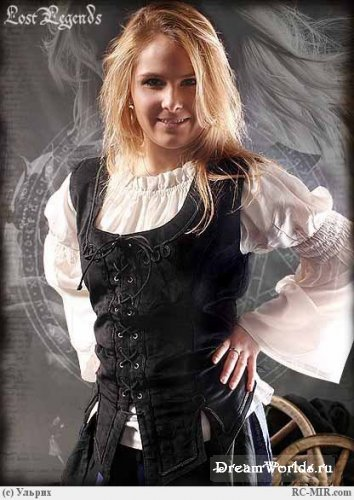 Lost Legends
DreamWorlds.ru
(c) Ульрих
RC-MIR.com